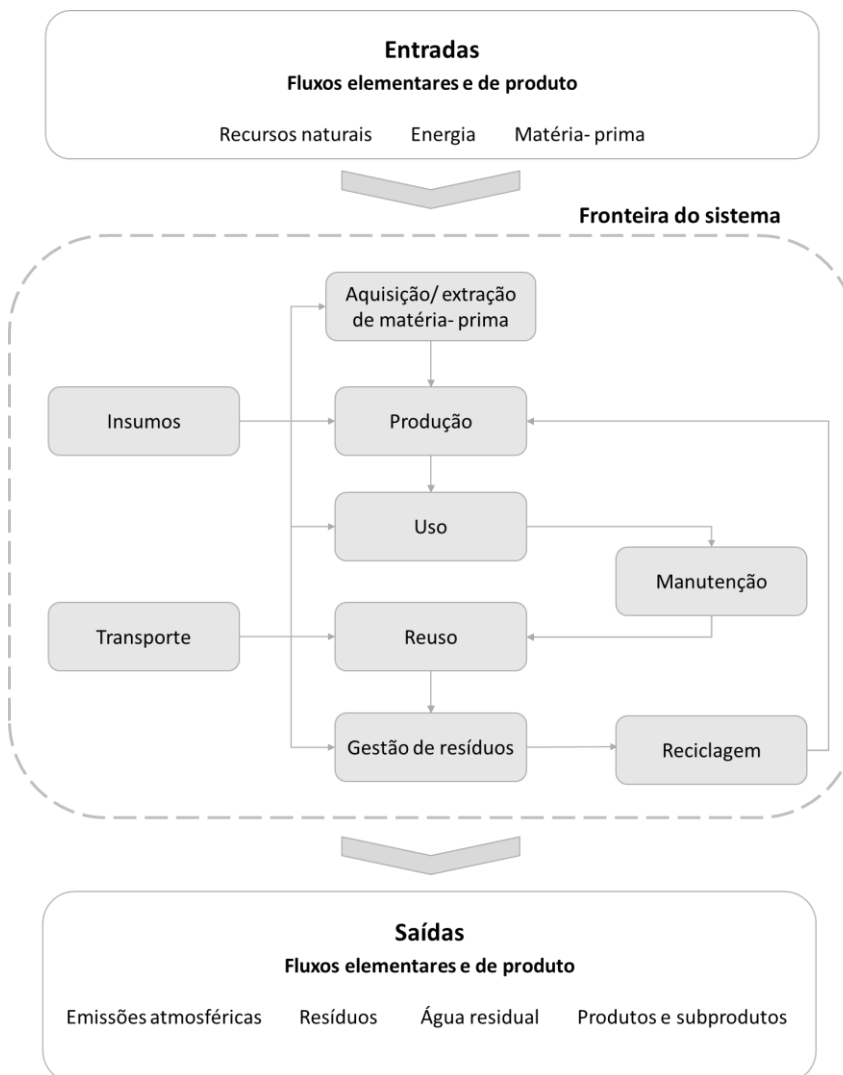 Entradas
Fluxos elementares e de produto
Recursos naturais Energia Matéria- prima
Fronteira do sistema
Aquisição/ extração
de matéria- prima
Insumos
Produção
Uso
Manutenção
Transporte
Reuso
Gestão de resíduos
Reciclagem
Saídas
Fluxos elementares e de produto
Emissões atmosféricas Resíduos Água residual Produtos e subprodutos